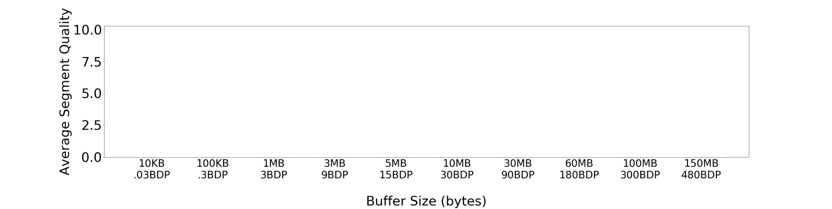 Average Segment Quality
10.0
7.5
5.0
2.5
0.0
10KB 100KB 1MB 3MB 5MB 10MB 30MB 60MB 100MB 150MB
.03BDP .3BDP 3BDP 9BDP 15BDP 30BDP 90BDP 180BDP 300BDP 480BDP
Buffer Size (bytes)